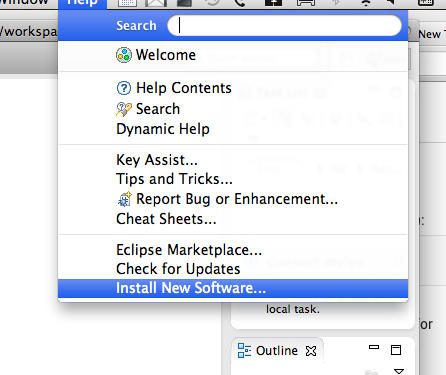 Window Help
/workspa
Search
New T
Welcome
Help Contents
Search
Dynamic Help
Key Assist...
Tips and Tricks...
Report Bug or Enhancement...
Cheat Sheets...
Eclipse Marketplace...
Check for Updates
Install New Software...
local task.
for
Outline